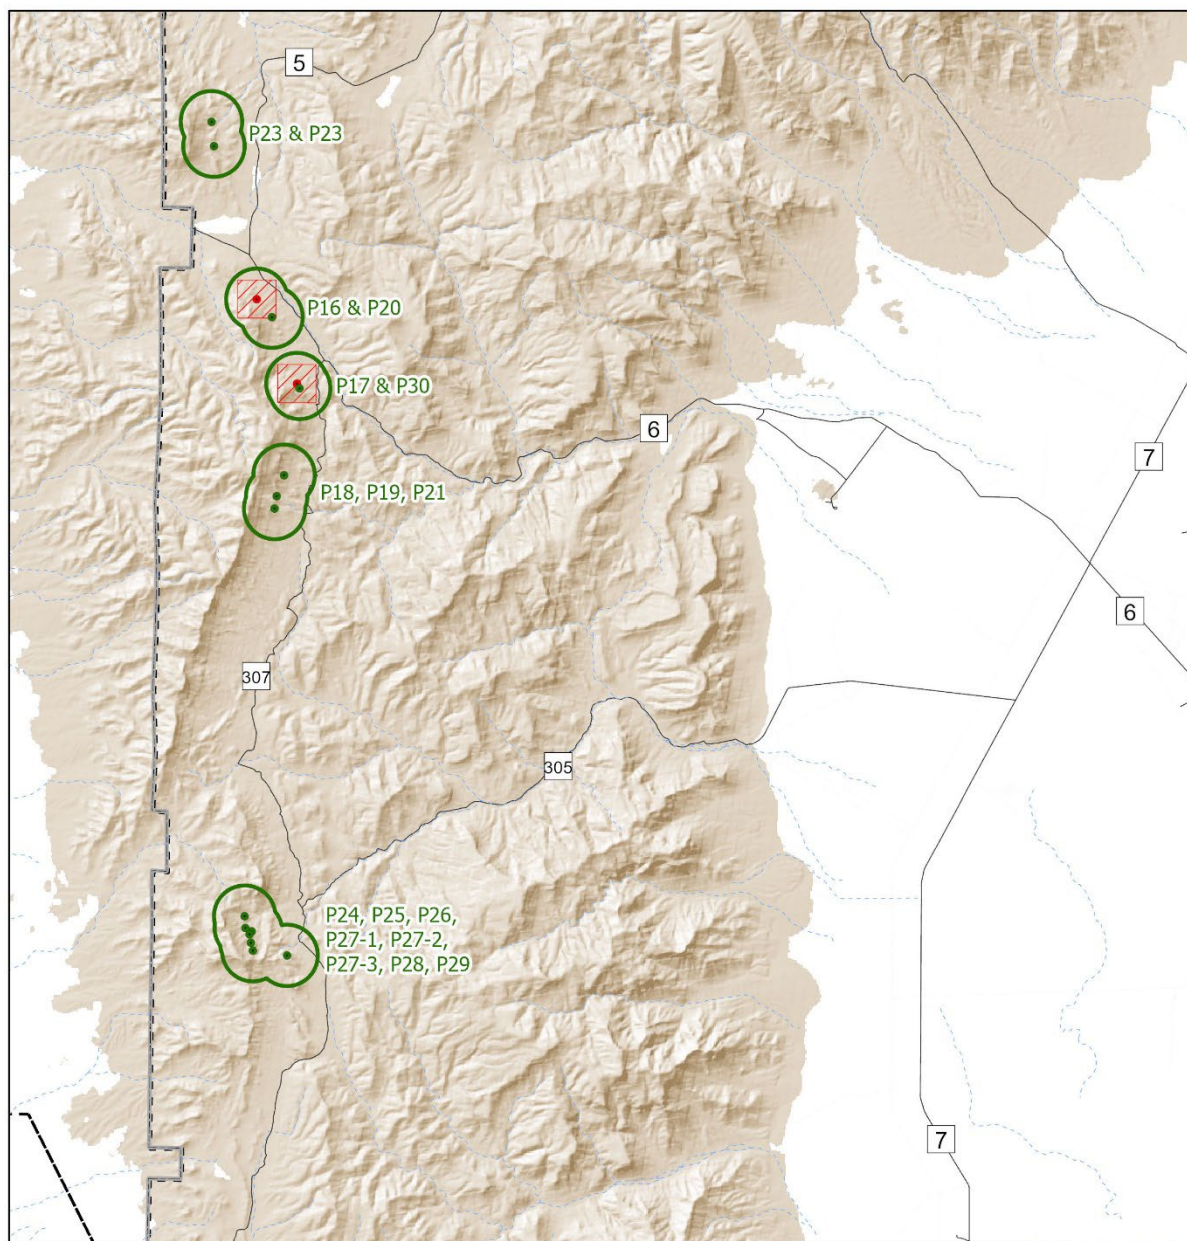 5
P23 & P23
P16 & P20
P17 & P30
6
7
P18, P19, P21
6
307
305
P24, P25, P26,
P27-1, P27-2,
P27-3, P28, P29
7